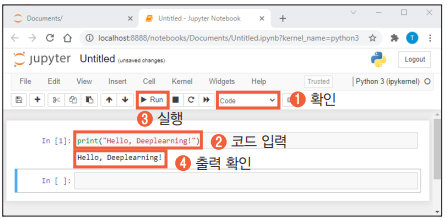 Documents/
Untitled - Jupyter Notebook
localhost:8888/notebooks/Documents/Untitled.ipynb?kernel_name=python3
jupyter Untitled (unsaved changes)
Logout
File Edit View Insert Cell Kernel Widgets Help Trusted Python 3 (ipykernel)
Run Code
1 확인
3 실행
In [1]: print("Hello, Deeplearning!") 2 코드 입력
Hello, Deeplearning! 4 출력 확인
In [ ]: